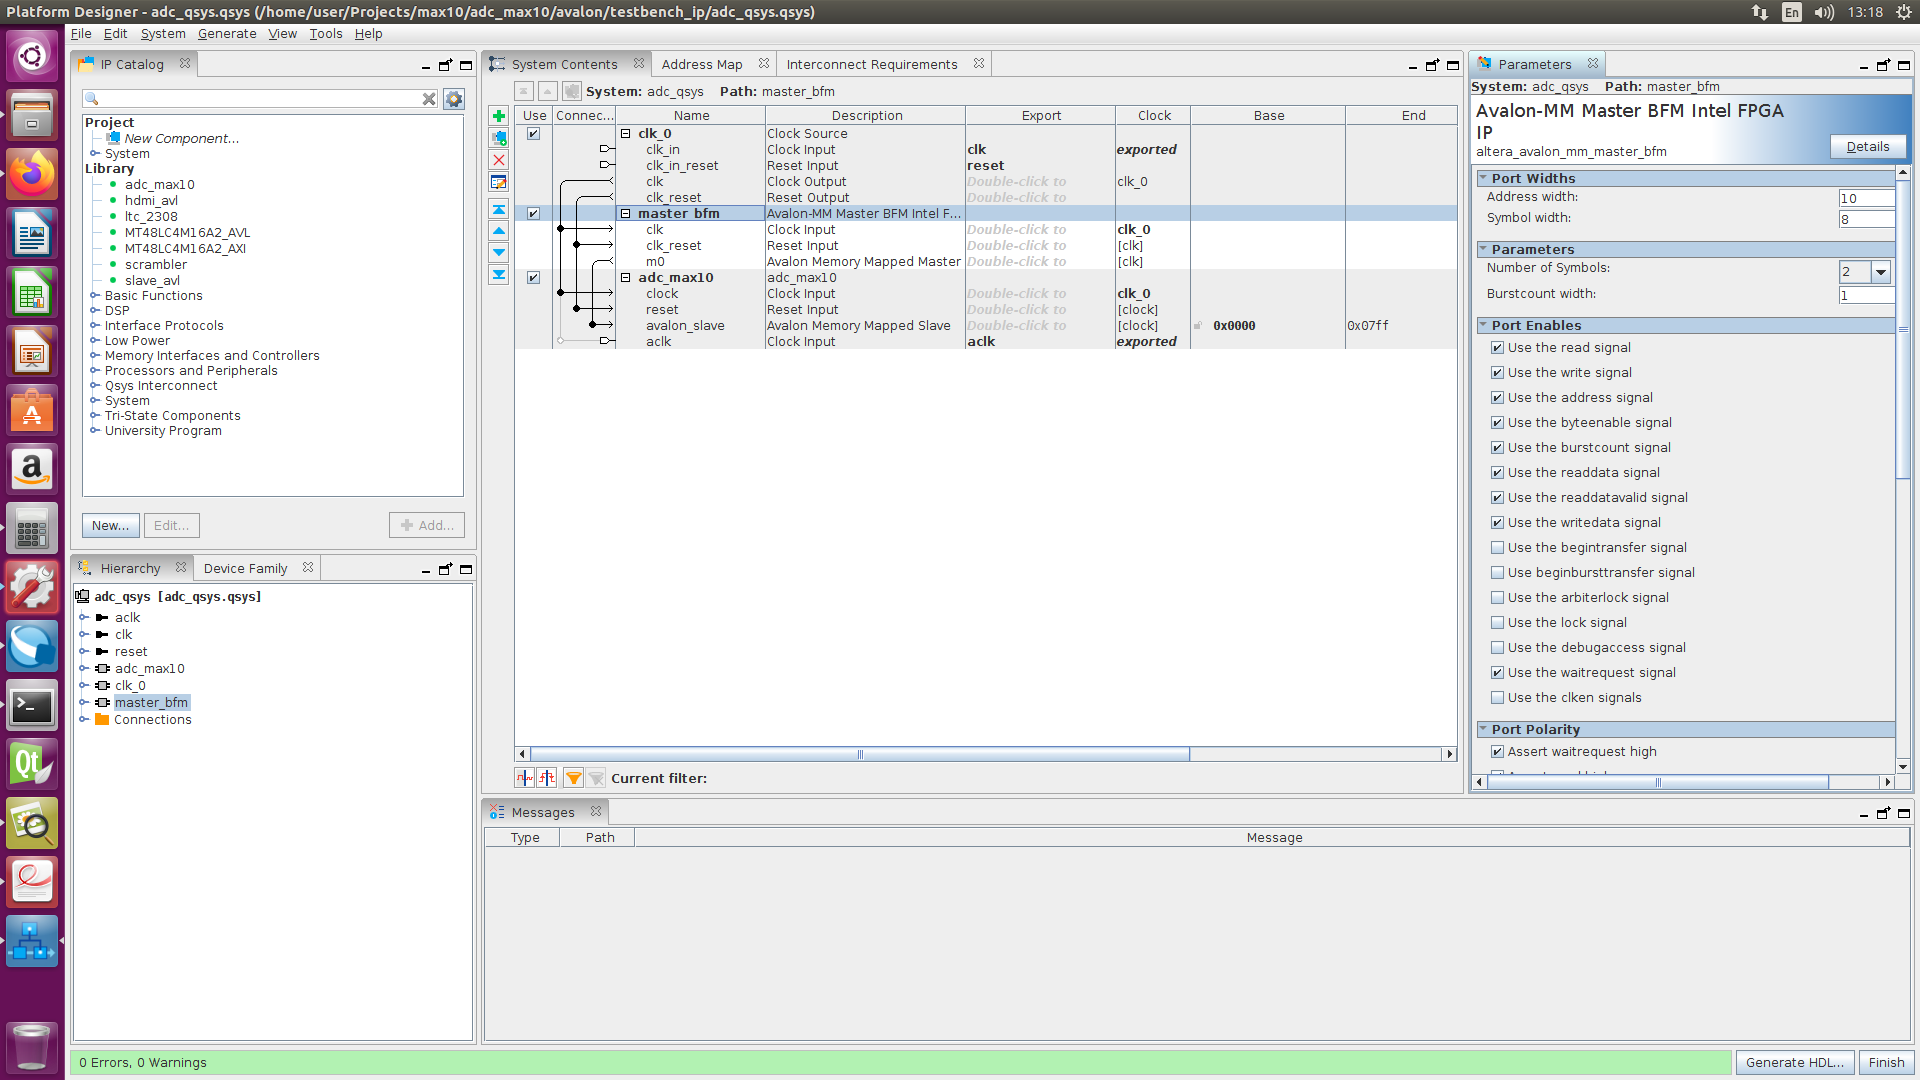 Platform Designer - adc_qsys.qsys (/home/user/Projects/max10/adc_max10/avalon/testbench_ip/adc_qsys.qsys)
En
13:18
File Edit System Generate View Tools Help
IP Catalog
Project
New Component...
System
Library
adc_max10
hdmi_avl
ltc_2308
MT48LC4M16A2_AVL
MT48LC4M16A2_AXI
scrambler
slave_avl
Basic Functions
DSP
Interface Protocols
Low Power
Memory Interfaces and Controllers
Processors and Peripherals
Qsys Interconnect
System
Tri-State Components
University Program
New... Edit... Add...
Hierarchy Device Family
adc_qsys [adc_qsys.qsys]
aclk
clk
reset
adc_max10
clk_0
master_bfm
Connections
System Contents Address Map Interconnect Requirements
System: adc_qsys Path: master_bfm
Use Connec... Name Description Export Clock Base End
clk_0 Clock Source
clk_in Clock Input clk exported
clk_in_reset Reset Input reset
clk Clock Output Double-click to clk_0
clk_reset Reset Output Double-click to
master_bfm Avalon-MM Master BFM Intel F...
clk Clock Input Double-click to clk_0
clk_reset Reset Input Double-click to [clk]
m0 Avalon Memory Mapped Master Double-click to [clk]
adc_max10 adc_max10
clock Clock Input Double-click to clk_0
reset Reset Input Double-click to [clock]
avalon_slave Avalon Memory Mapped Slave Double-click to [clock] 0x0000 0x07ff
aclk Clock Input aclk exported
Current filter:
Messages
Type Path Message
Parameters
System: adc_qsys Path: master_bfm
Avalon-MM Master BFM Intel FPGA
IP
altera_avalon_mm_master_bfm
Details
Port Widths
Address width: 10
Symbol width: 8
Parameters
Number of Symbols: 2
Burstcount width: 1
Port Enables
Use the read signal
Use the write signal
Use the address signal
Use the byteenable signal
Use the burstcount signal
Use the readdata signal
Use the readdatavalid signal
Use the writedata signal
Use the begintransfer signal
Use beginbursttransfer signal
Use the arbiterlock signal
Use the lock signal
Use the debugaccess signal
Use the waitrequest signal
Use the clken signals
Port Polarity
Assert waitrequest high
0 Errors, 0 Warnings
Generate HDL... Finish